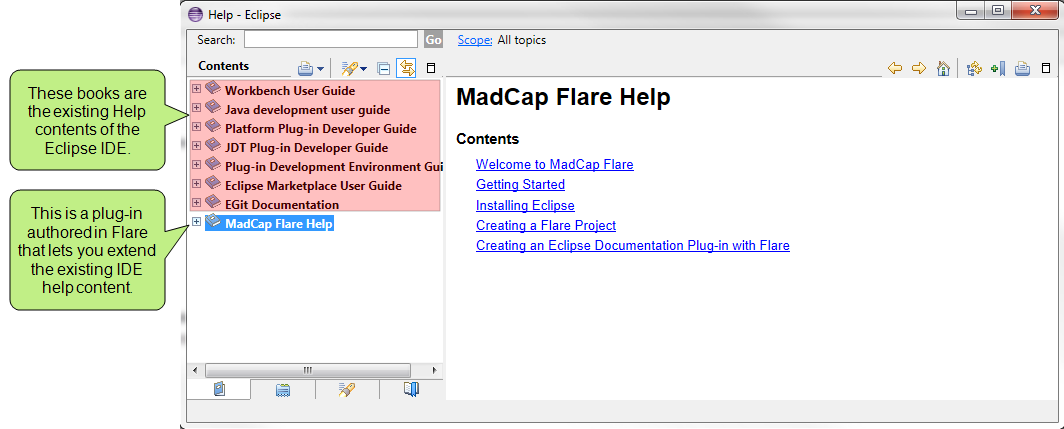 Help - Eclipse
Search:
Go
Scope: All topics
Contents
These books are
the existing Help
contents of the
Eclipse IDE.
This is a plug-in
authored in Flare
that lets you extend
the existing IDE
help content.
Workbench User Guide
Java development user guide
Platform Plug-in Developer Guide
JDT Plug-in Developer Guide
Plug-in Development Environment Gui
Eclipse Marketplace User Guide
EGit Documentation
MadCap Flare Help
MadCap Flare Help
Contents
Welcome to MadCap Flare
Getting Started
Installing Eclipse
Creating a Flare Project
Creating an Eclipse Documentation Plug-in with Flare